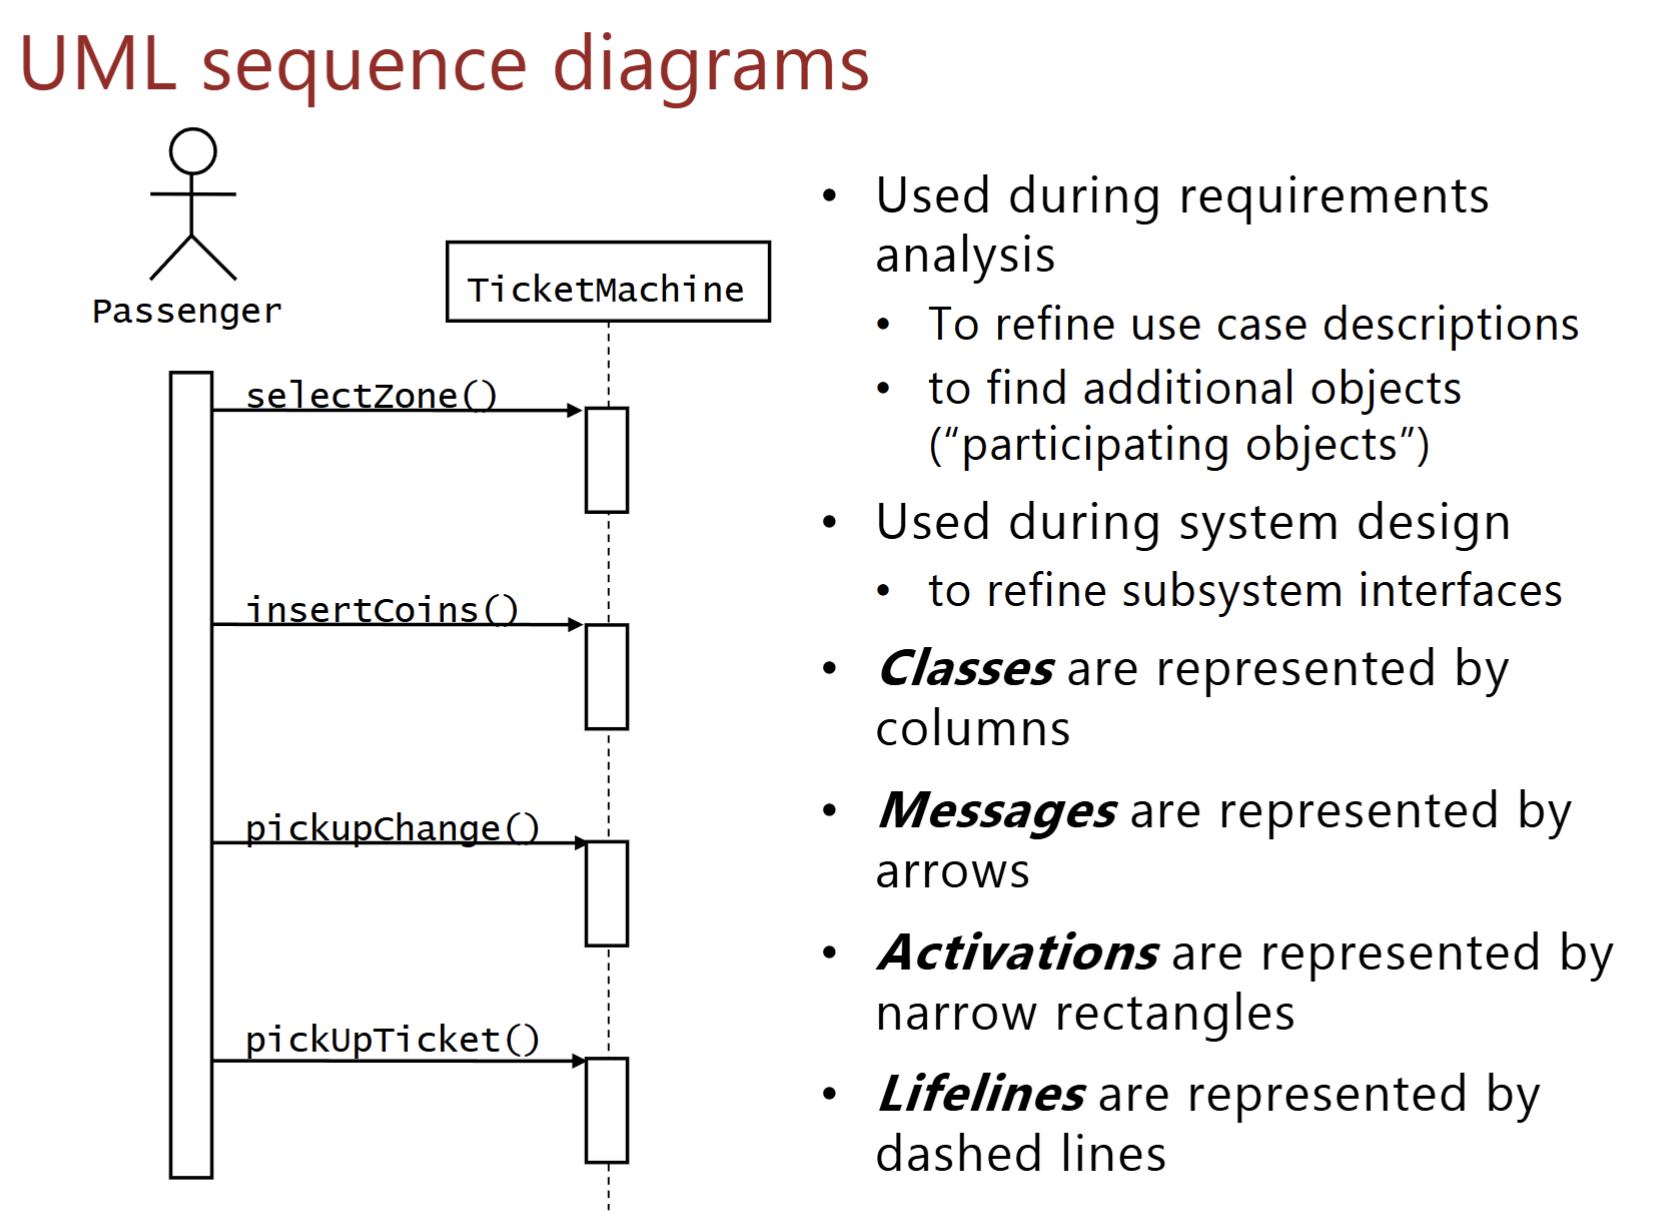 UML sequence diagrams
Passenger
TicketMachine
selectZone()
insertCoins()
pickupChange()
pickUpTicket()
• Used during requirements
analysis
• To refine use case descriptions
• to find additional objects
(“participating objects”)
• Used during system design
• to refine subsystem interfaces
• Classes are represented by
columns
• Messages are represented by
arrows
• Activations are represented by
narrow rectangles
• Lifelines are represented by
dashed lines